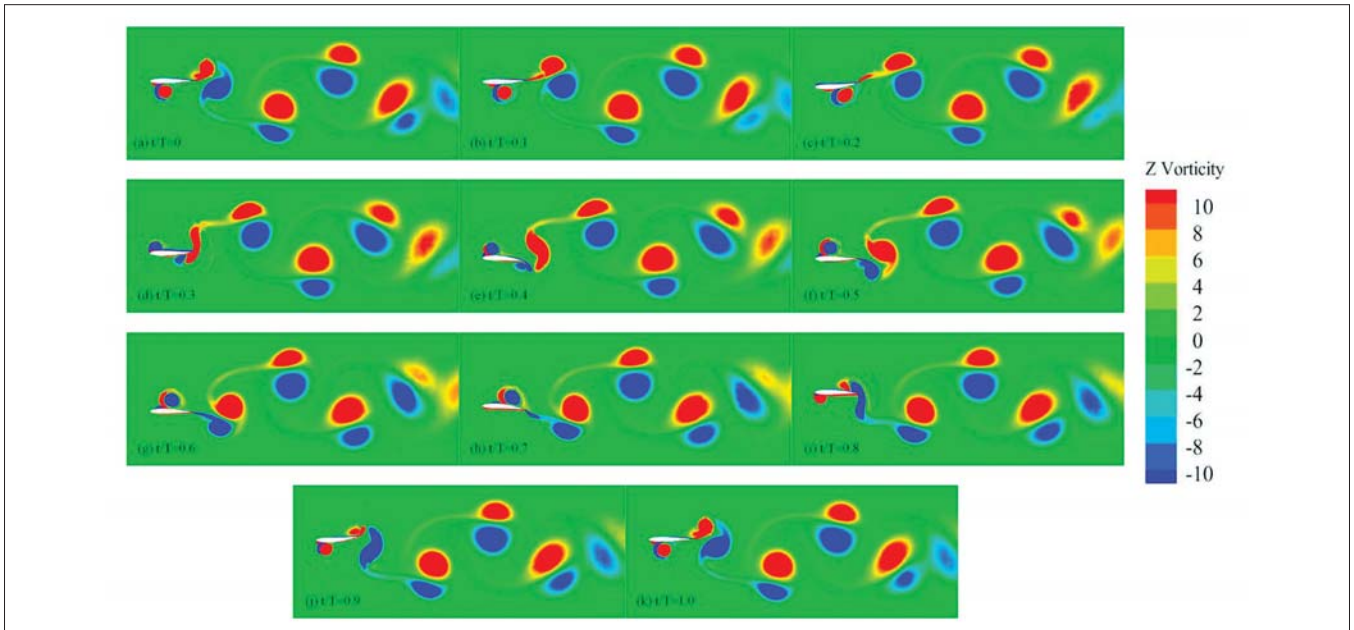 (a) t/T=0
(b) t/T=0.1
(c) t/T=0.2
(d) t/T=0.3
(e) t/T=0.4
(f) t/T=0.5
(g) t/T=0.6
(h) t/T=0.7
(i) t/T=0.8
(j) t/T=0.9
(k) t/T=1.0
Z Vorticity
10
8
6
4
2
0
-2
-4
-6
-8
-10